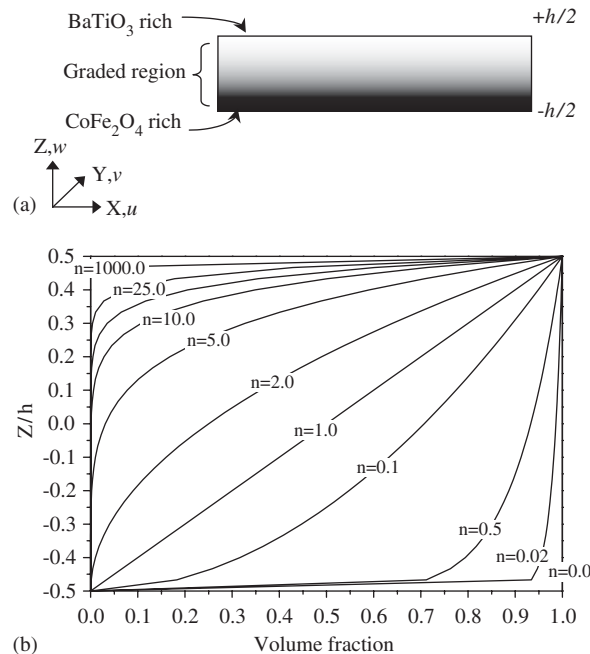 BaTiO3 rich
+h/2
Graded region
CoFe2O4 rich
-h/2
Z,w
Y,v
(a)
X,u
0.5
n=1000.0
0.4
n=25.0
0.3
n=10.0
0.2
n=5.0
0.1
n=2.0
Z/h
0.0
n=1.0
-0.1
n=0.1
-0.2
-0.3
n=0.5
-0.4
n=0.02
n=0.0
-0.5
0.0 0.1 0.2 0.3 0.4 0.5 0.6 0.7 0.8 0.9 1.0
(b)
Volume fraction